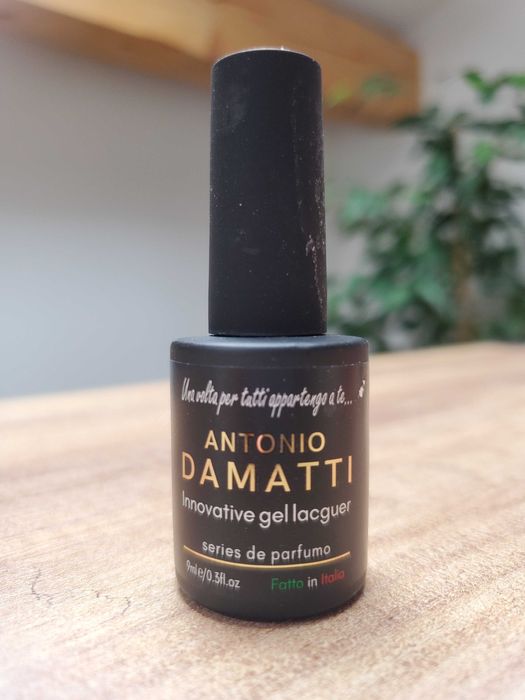 Una volta per tatti appartengo a te...
ANTONIO
DAMATTI
Innovative gel lacguer
series de parfumo
9ml e/0.3fl.oz
Fatto in Italia